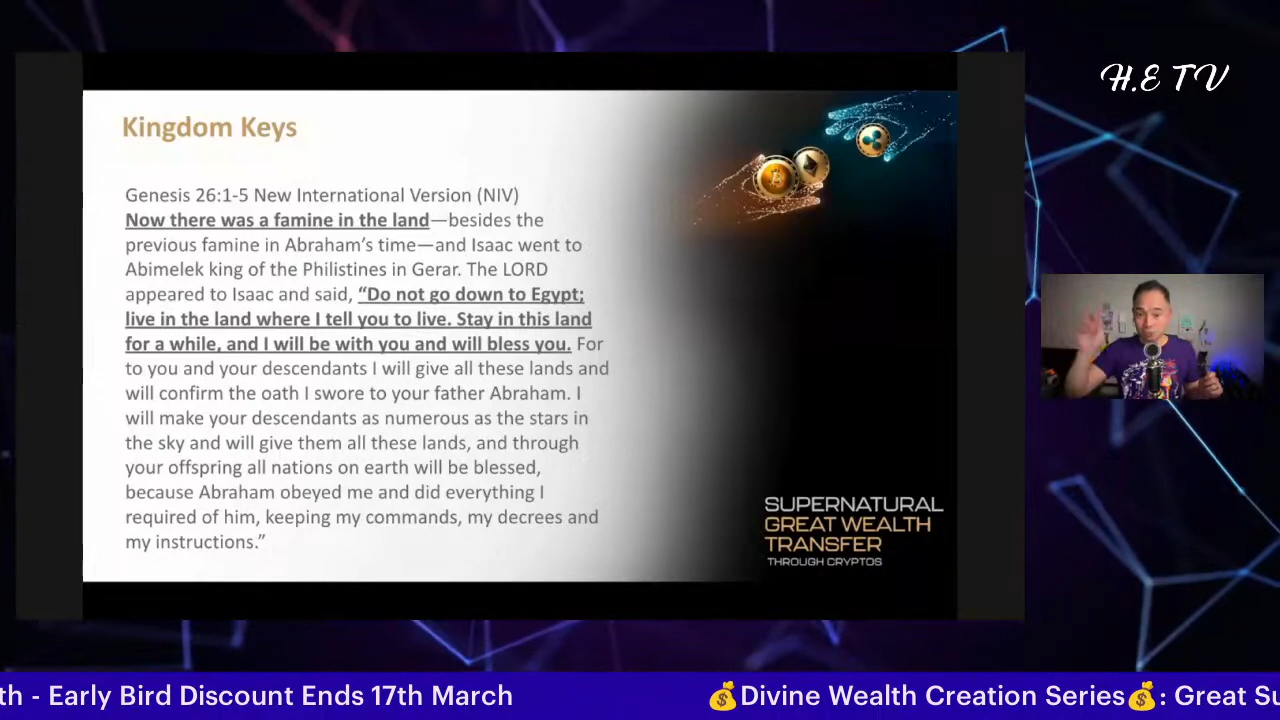 H.E TV
Kingdom Keys
Genesis 26:1-5 New International Version (NIV)
Now there was a famine in the land—besides the
previous famine in Abraham’s time—and Isaac went to
Abimelek king of the Philistines in Gerar. The LORD
appeared to Isaac and said, “Do not go down to Egypt;
live in the land where I tell you to live. Stay in this land
for a while, and I will be with you and will bless you. For
to you and your descendants I will give all these lands and
will confirm the oath I swore to your father Abraham. I
will make your descendants as numerous as the stars in
the sky and will give them all these lands, and through
your offspring all nations on earth will be blessed,
because Abraham obeyed me and did everything I
required of him, keeping my commands, my decrees and
my instructions.”
SUPERNATURAL
GREAT WEALTH
TRANSFER
THROUGH CRYPTOS
th - Early Bird Discount Ends 17th March 💰Divine Wealth Creation Series💰: Great Su